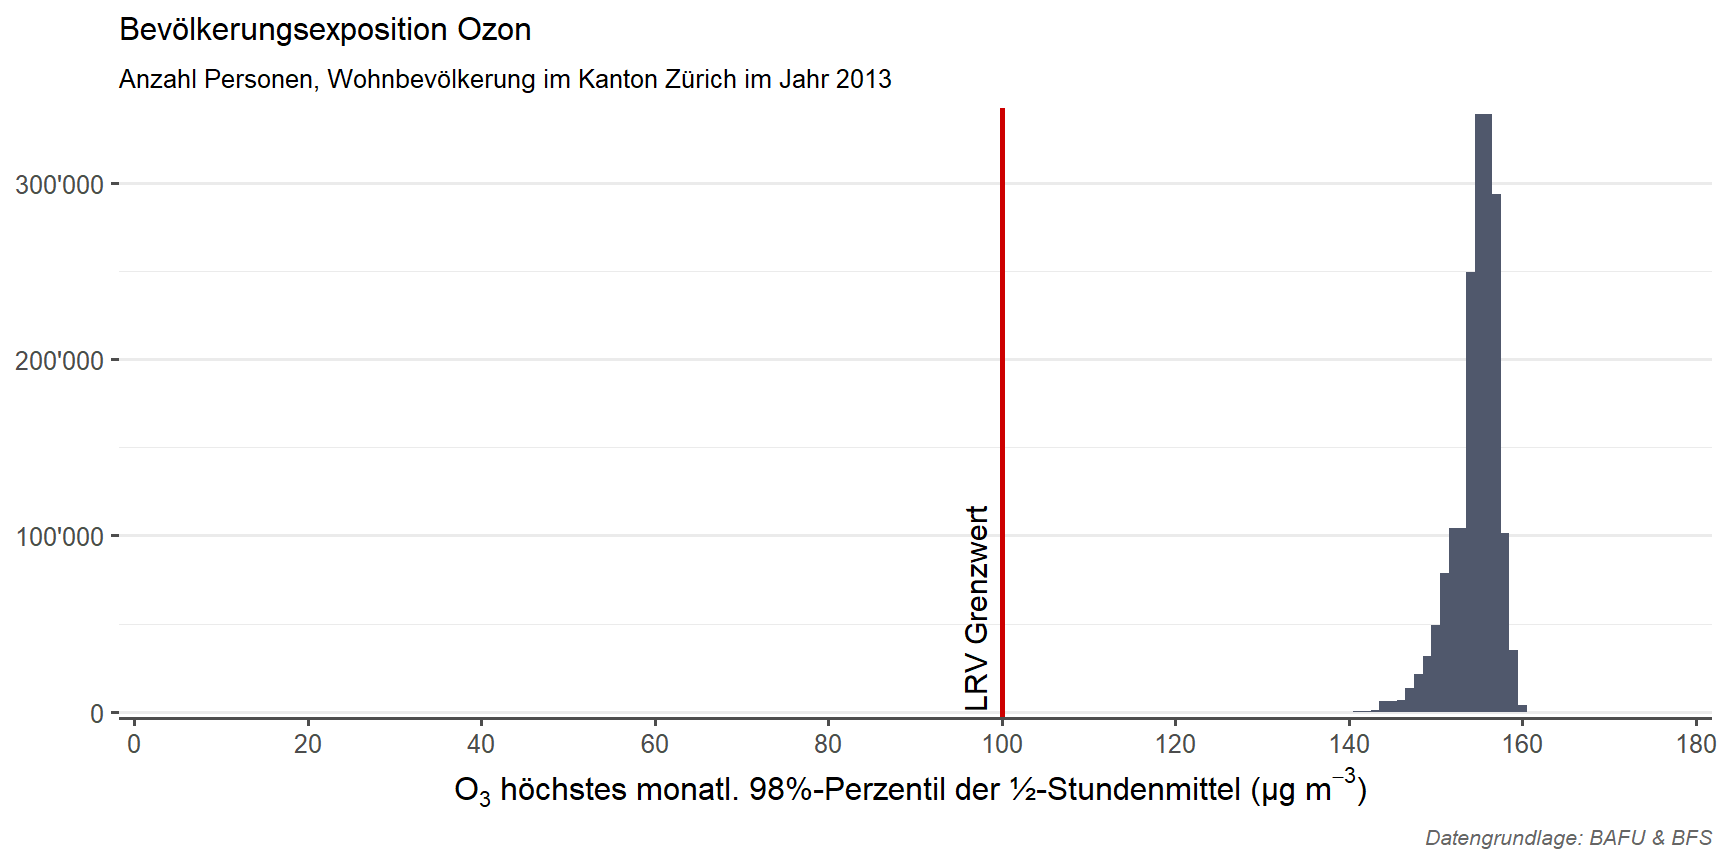 Bevölkerungsexposition Ozon
Anzahl Personen, Wohnbevölkerung im Kanton Zürich im Jahr 2013
300'000
200'000
100'000
0
LRV Grenzwert
0 20 40 60 80 100 120 140 160 180
O₃ höchstes monatl. 98%-Perzentil der ½-Stundenmittel (µg m⁻³)
Datengrundlage: BAFU & BFS